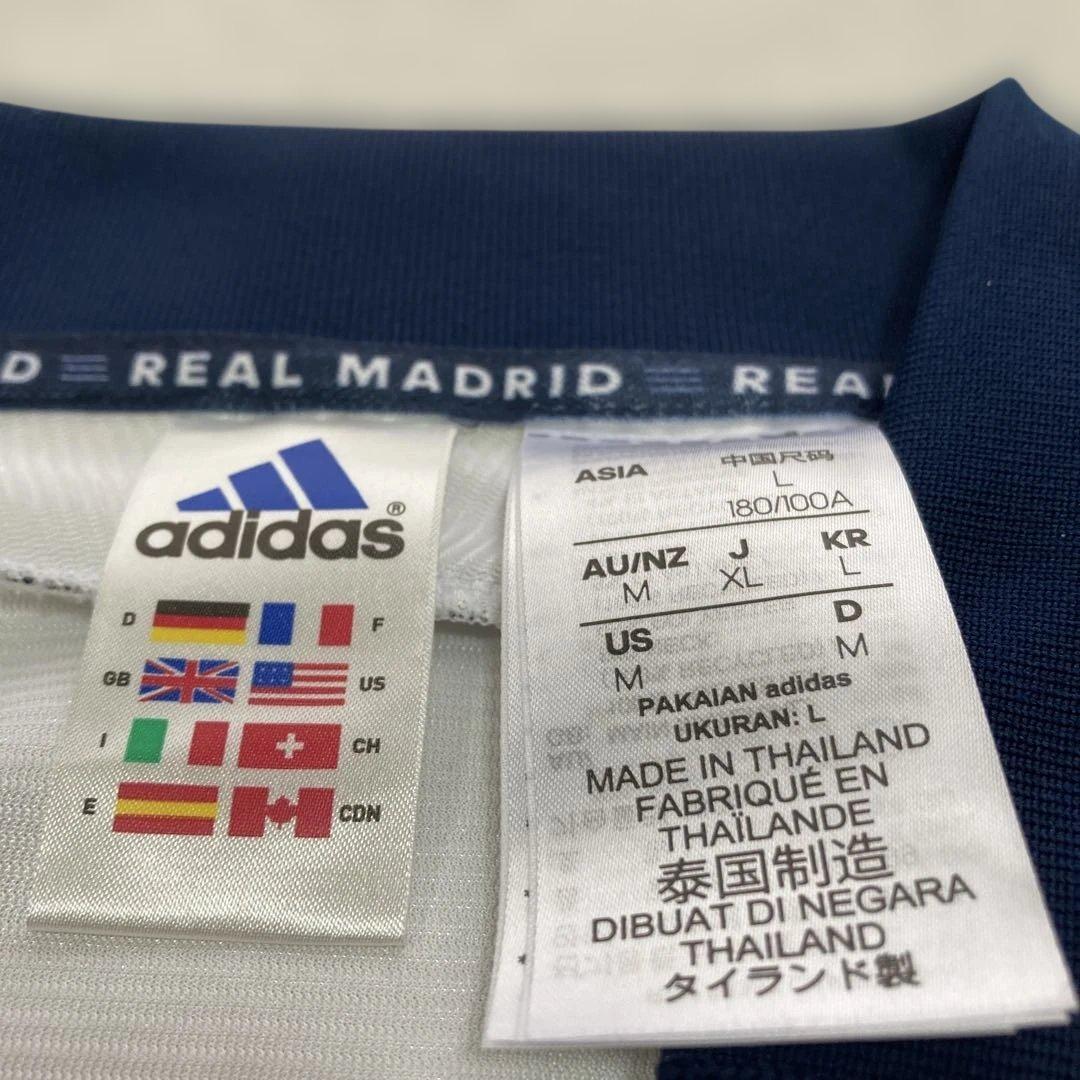 D REAL MADRID REAL
adidas®
D F
GB US
I CH
E CDN
ASIA 中国尺码
L
180/100A
AU/NZ J KR
M XL L
US D
M M
PAKAIAN adidas
UKURAN: L
MADE IN THAILAND
FABRIQUÉ EN
THAÏLANDE
泰国制造
DIBUAT DI NEGARA
THAILAND
タイランド製